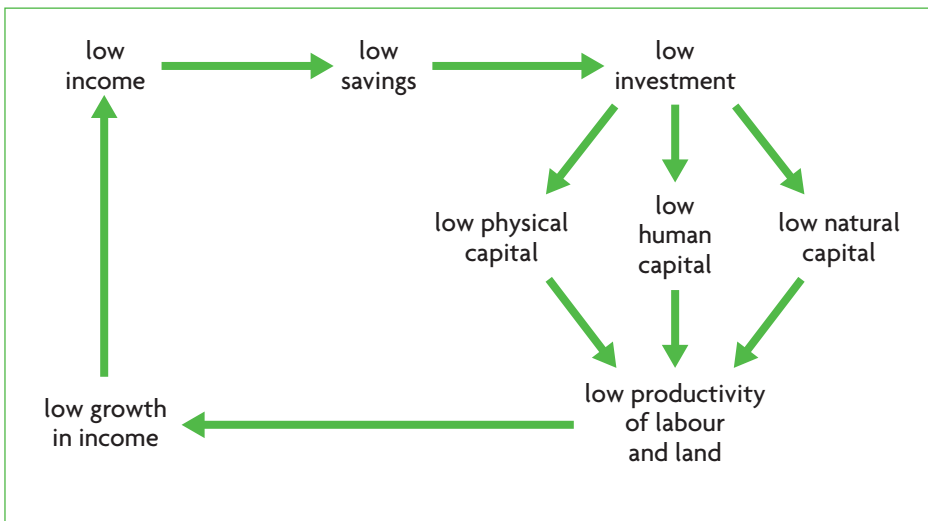 low
income
low
savings
low
investment
low physical
capital
low
human
capital
low natural
capital
low productivity
of labour
and land
low growth
in income